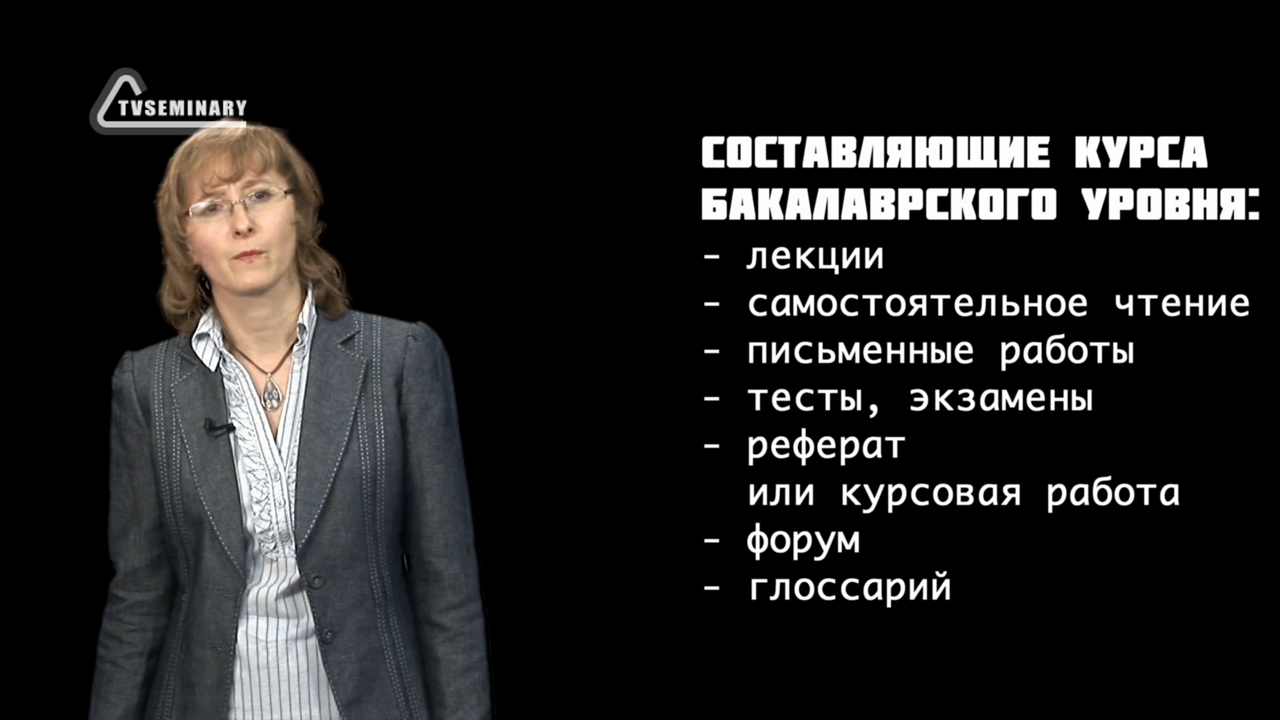 TVSEMINARY
СОСТАВЛЯЮЩИЕ КУРСА
БАКАЛАВРСКОГО УРОВНЯ:
- лекции
- самостоятельное чтение
- письменные работы
- тесты, экзамены
- реферат
или курсовая работа
- форум
- глоссарий